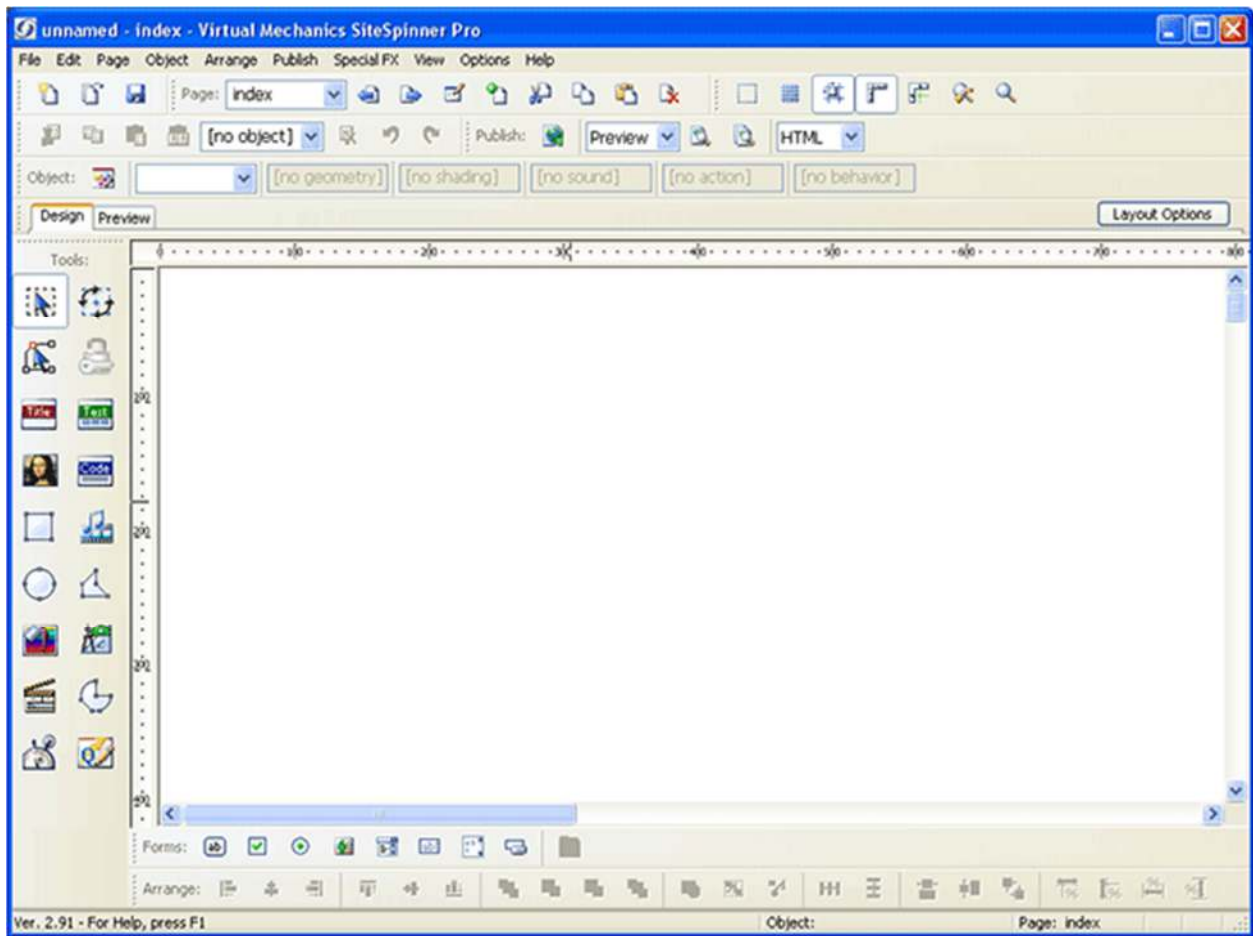 unnamed - index - Virtual Mechanics SiteSpinner Pro
File Edit Page Object Arrange Publish Special FX View Options Help
Page: index
[no object] Publish: Preview HTML
Object: [no geometry] [no shading] [no sound] [no action] [no behavior]
Design Preview Layout Options
Tools:
Title Text
Code
Forms: ab
Arrange:
Ver. 2.91 - For Help, press F1 Object: Page: index